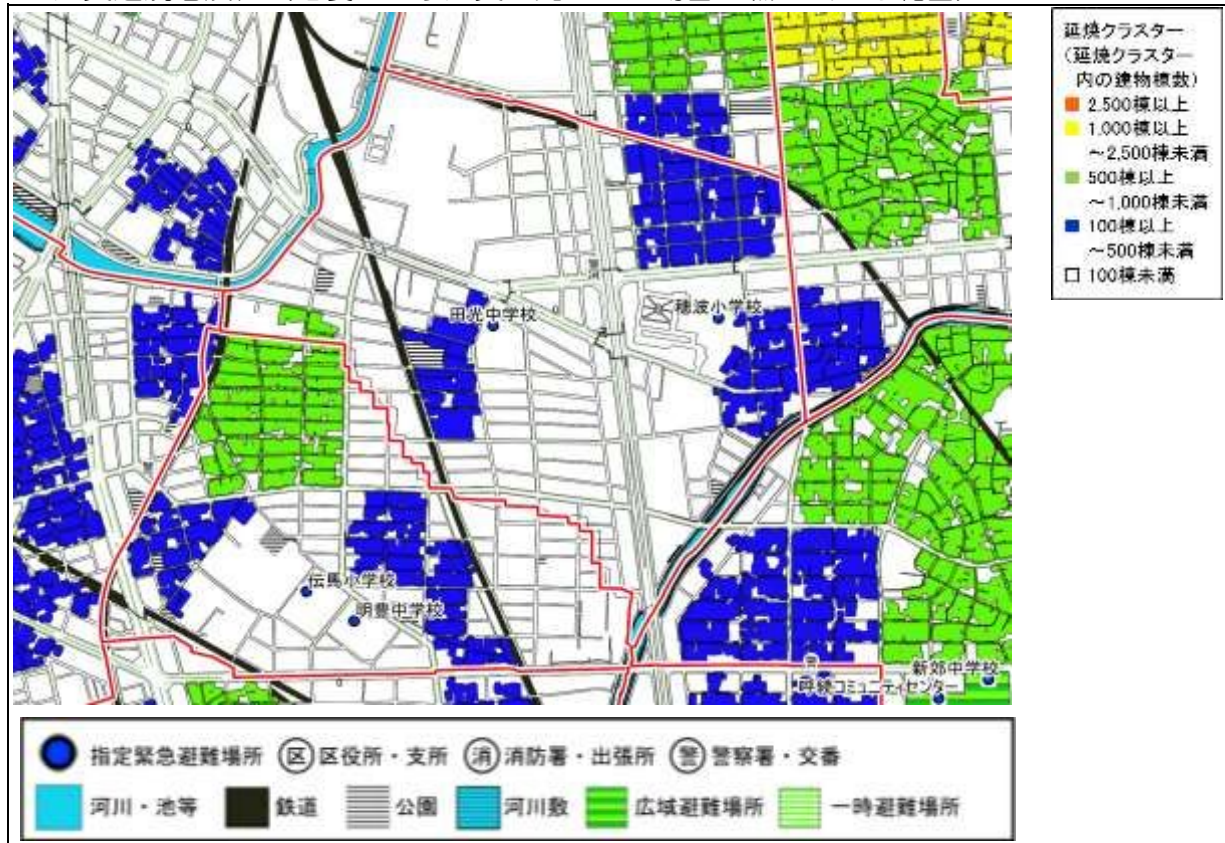 延焼クラスター
(延焼クラスター
内の建物棟数)
2,500棟以上
1,000棟以上
～2,500棟未満
500棟以上
～1,000棟未満
100棟以上
～500棟未満
100棟未満
田光中学校
穂波小学校
伝馬小学校
明豊中学校
新郊中学校
呼続コミュニティセンター
指定緊急避難場所 区 区役所・支所 消 消防署・出張所 警 警察署・交番
河川・池等 鉄道 公園 河川敷 広域避難場所 一時避難場所